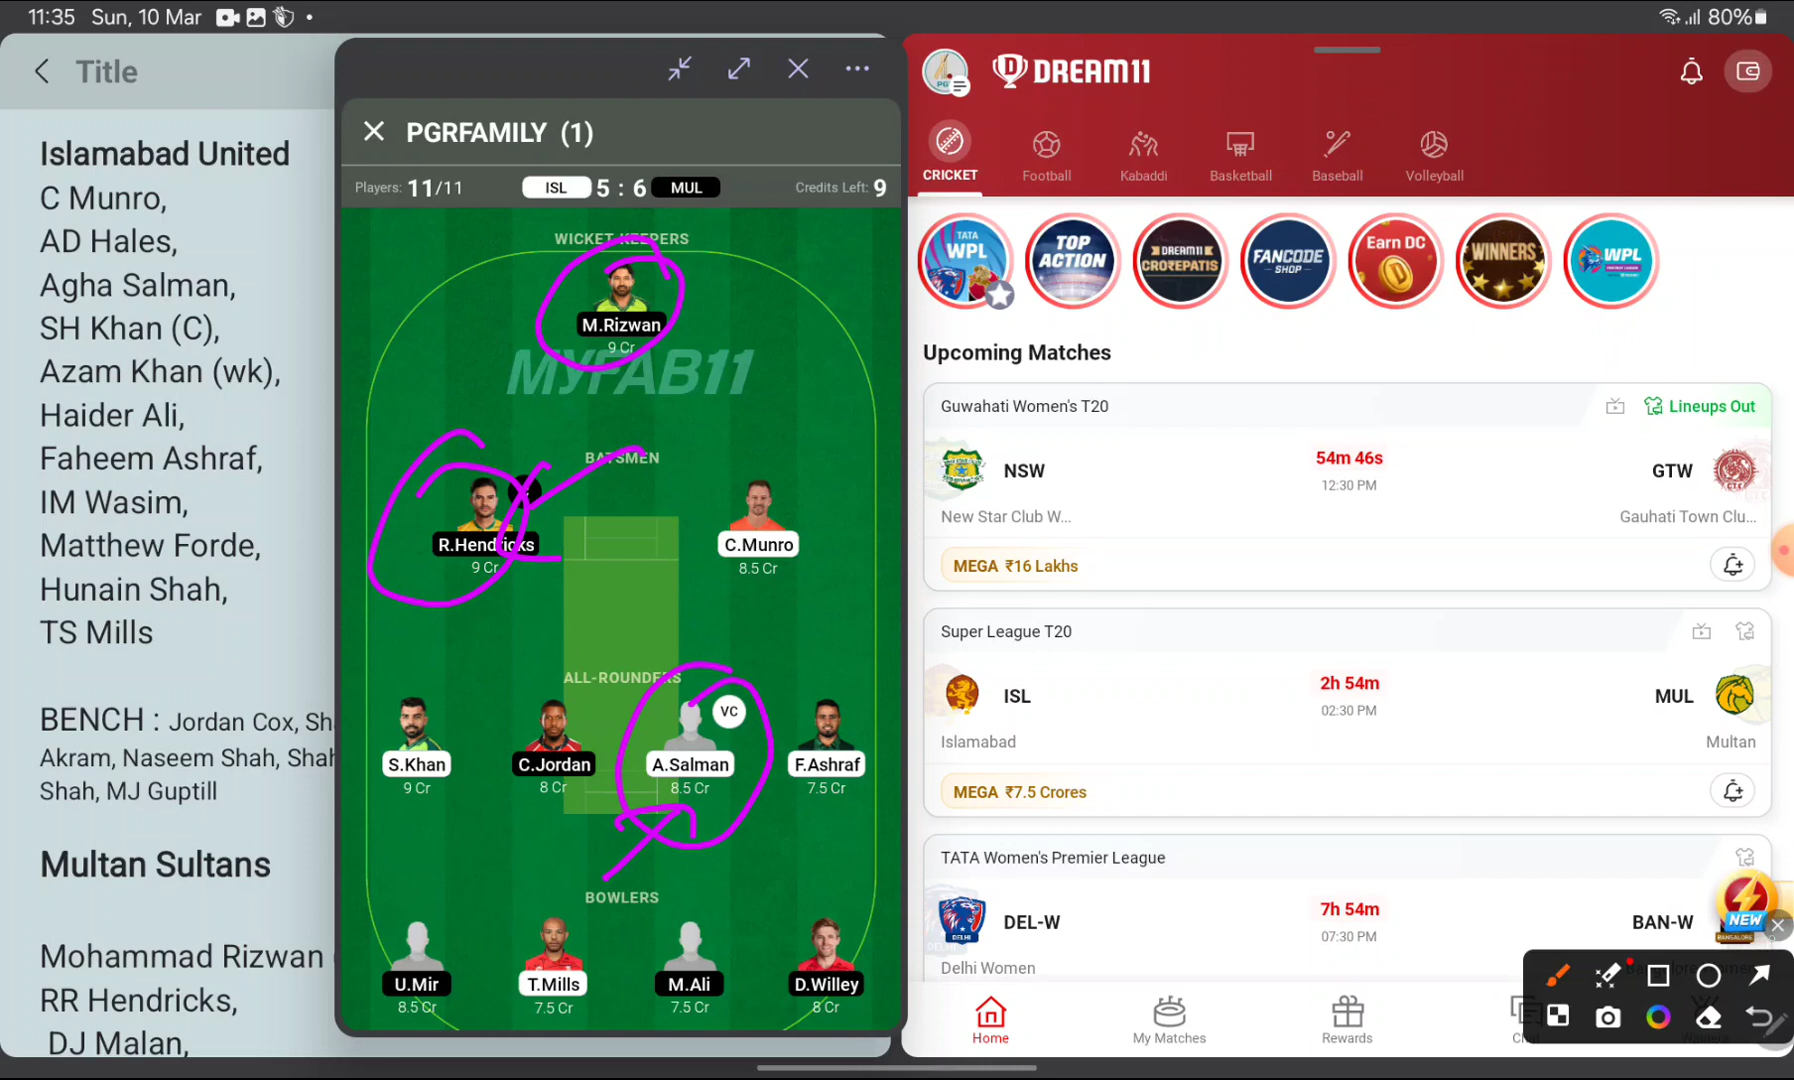 11:35 Sun, 10 Mar
80%
Title
Islamabad United
C Munro,
AD Hales,
Agha Salman,
SH Khan (C),
Azam Khan (wk),
Haider Ali,
Faheem Ashraf,
IM Wasim,
Matthew Forde,
Hunain Shah,
TS Mills
BENCH : Jordan Cox, Sh
Akram, Naseem Shah, Shah
Shah, MJ Guptill
Multan Sultans
Mohammad Rizwan
RR Hendricks,
DJ Malan,
PGRFAMILY (1)
Players: 11/11 ISL 5 : 6 MUL Credits Left: 9
WICKET-KEEPERS
M.Rizwan
9 Cr
MYFAB11
BATSMEN
R.Hendricks C.Munro
9 Cr 8.5 Cr
ALL-ROUNDERS
VC
S.Khan C.Jordan A.Salman F.Ashraf
9 Cr 8 Cr 8.5 Cr 7.5 Cr
BOWLERS
U.Mir T.Mills M.Ali D.Willey
8.5 Cr 7.5 Cr 7.5 Cr 8 Cr
DREAM11
CRICKET Football Kabaddi Basketball Baseball Volleyball
TATA WPL
TOP ACTION
DREAM11 CROREPATIS
FANCODE SHOP
Earn DC
WINNERS
WPL
Upcoming Matches
Guwahati Women's T20 Lineups Out
NSW 54m 46s GTW
12:30 PM
New Star Club W... Gauhati Town Clu...
MEGA ₹16 Lakhs
Super League T20
ISL 2h 54m MUL
02:30 PM
Islamabad Multan
MEGA ₹7.5 Crores
TATA Women's Premier League
DEL-W 7h 54m BAN-W
07:30 PM
NEW
Delhi Women
Home My Matches Rewards